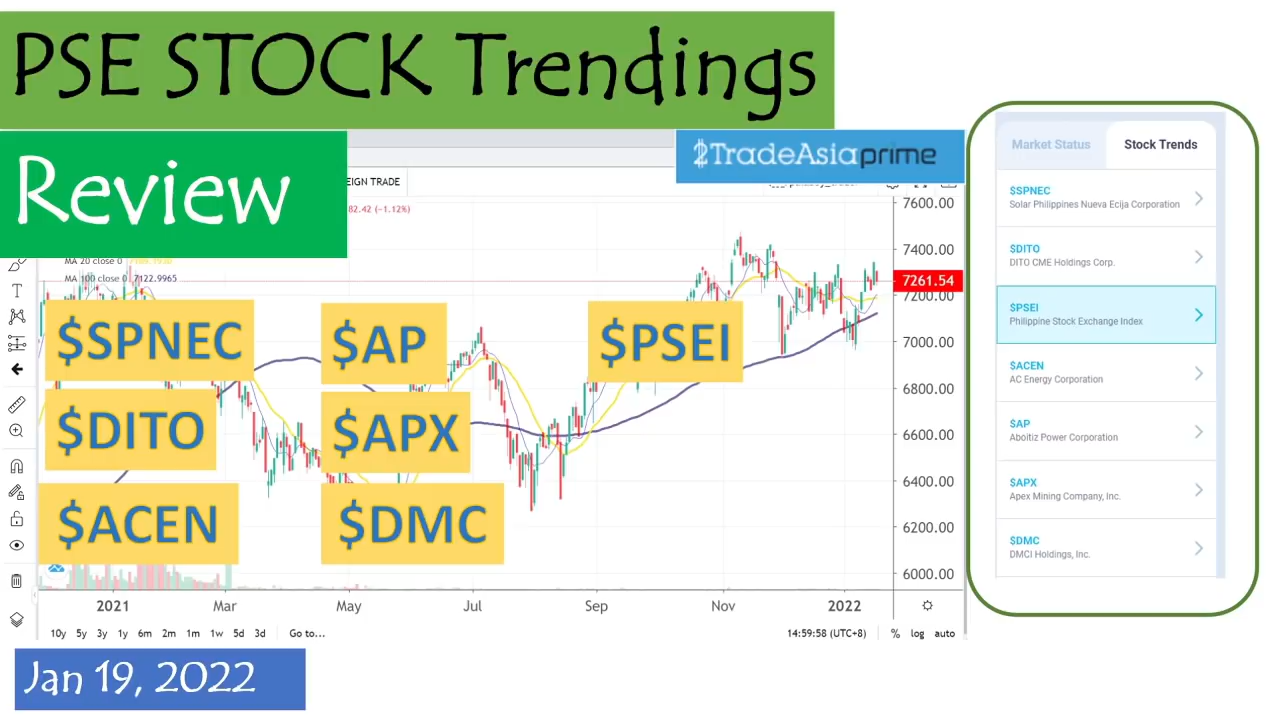 PSE STOCK Trendings
Review
TradeAsiaprime
EIGN TRADE
82.42 (−1.12%)
MA 20 close 0
MA 100 close 0 7122.9965
7600.00
7400.00
7261.54
7200.00
7000.00
6800.00
6600.00
6400.00
6200.00
6000.00
$SPNEC
$AP
$PSEI
$DITO
$APX
$ACEN
$DMC
2021
Mar
May
Jul
Sep
Nov
2022
10y 5y 3y 1y 6m 2m 1m 1w 5d 3d Go to...
14:59:58 (UTC+8)
% log auto
Jan 19, 2022
Market Status
Stock Trends
$SPNEC
Solar Philippines Nueva Ecija Corporation
$DITO
DITO CME Holdings Corp.
$PSEI
Philippine Stock Exchange Index
$ACEN
AC Energy Corporation
$AP
Aboitiz Power Corporation
$APX
Apex Mining Company, Inc.
$DMC
DMCI Holdings, Inc.